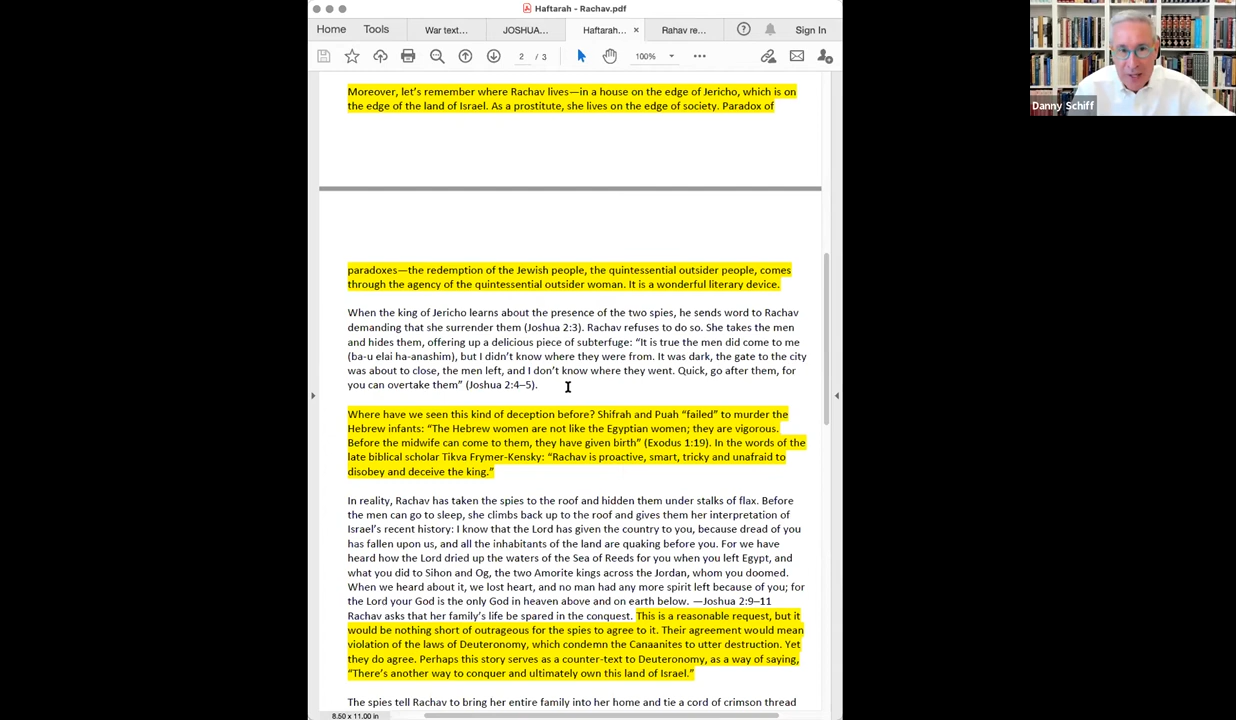 Haftarah - Rachav.pdf
Home
Tools
War text...
JOSHUA...
Haftarah...
×
Rahav re...
Sign In
2 / 3
100%
Moreover, let's remember where Rachav lives—in a house on the edge of Jericho, which is on
the edge of the land of Israel. As a prostitute, she lives on the edge of society. Paradox of
paradoxes—the redemption of the Jewish people, the quintessential outsider people, comes
through the agency of the quintessential outsider woman. It is a wonderful literary device.
When the king of Jericho learns about the presence of the two spies, he sends word to Rachav
demanding that she surrender them (Joshua 2:3). Rachav refuses to do so. She takes the men
and hides them, offering up a delicious piece of subterfuge: "It is true the men did come to me
(ba-u elai ha-anashim), but I didn't know where they were from. It was dark, the gate to the city
was about to close, the men left, and I don't know where they went. Quick, go after them, for
you can overtake them" (Joshua 2:4–5).
Where have we seen this kind of deception before? Shifrah and Puah "failed" to murder the
Hebrew infants: "The Hebrew women are not like the Egyptian women; they are vigorous.
Before the midwife can come to them, they have given birth" (Exodus 1:19). In the words of the
late biblical scholar Tikva Frymer-Kensky: "Rachav is proactive, smart, tricky and unafraid to
disobey and deceive the king."
In reality, Rachav has taken the spies to the roof and hidden them under stalks of flax. Before
the men can go to sleep, she climbs back up to the roof and gives them her interpretation of
Israel's recent history: I know that the Lord has given the country to you, because dread of you
has fallen upon us, and all the inhabitants of the land are quaking before you. For we have
heard how the Lord dried up the waters of the Sea of Reeds for you when you left Egypt, and
what you did to Sihon and Og, the two Amorite kings across the Jordan, whom you doomed.
When we heard about it, we lost heart, and no man had any more spirit left because of you; for
the Lord your God is the only God in heaven above and on earth below. —Joshua 2:9–11
Rachav asks that her family's life be spared in the conquest. This is a reasonable request, but it
would be nothing short of outrageous for the spies to agree to it. Their agreement would mean
violation of the laws of Deuteronomy, which condemn the Canaanites to utter destruction. Yet
they do agree. Perhaps this story serves as a counter-text to Deuteronomy, as a way of saying,
"There's another way to conquer and ultimately own this land of Israel."
The spies tell Rachav to bring her entire family into her home and tie a cord of crimson thread
8.50 x 11.00 in
Danny Schiff